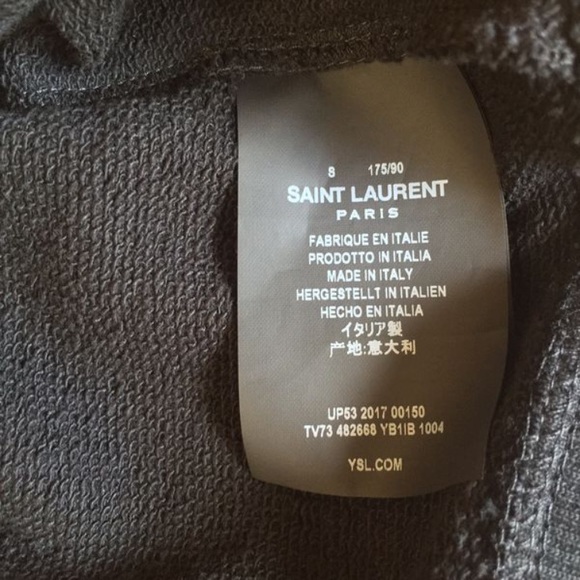 S 175/90
SAINT LAURENT
PARIS
FABRIQUE EN ITALIE
PRODOTTO IN ITALIA
MADE IN ITALY
HERGESTELLT IN ITALIEN
HECHO EN ITALIA
イタリア製
产地:意大利
UP53 2017 00150
TV73 482668 YB1IB 1004
YSL.COM